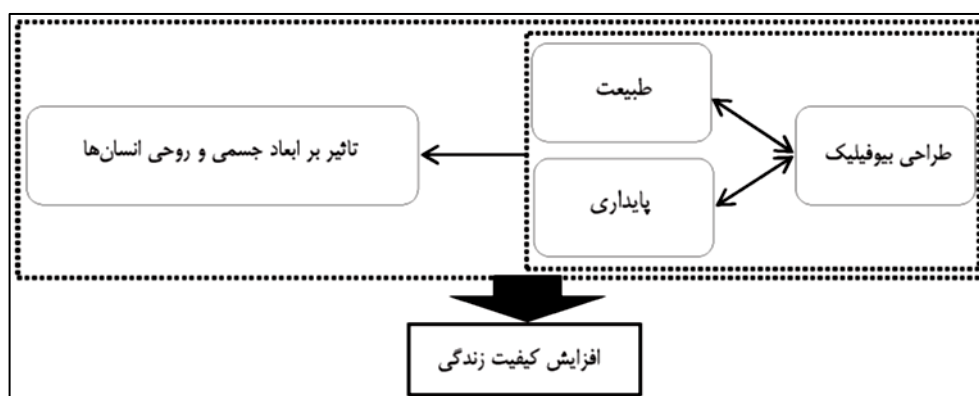 طبیعت
طراحی بیوفیلیک
تاثیر بر ابعاد جسمی و روحی انسان‌ها
پایداری
افزایش کیفیت زندگی